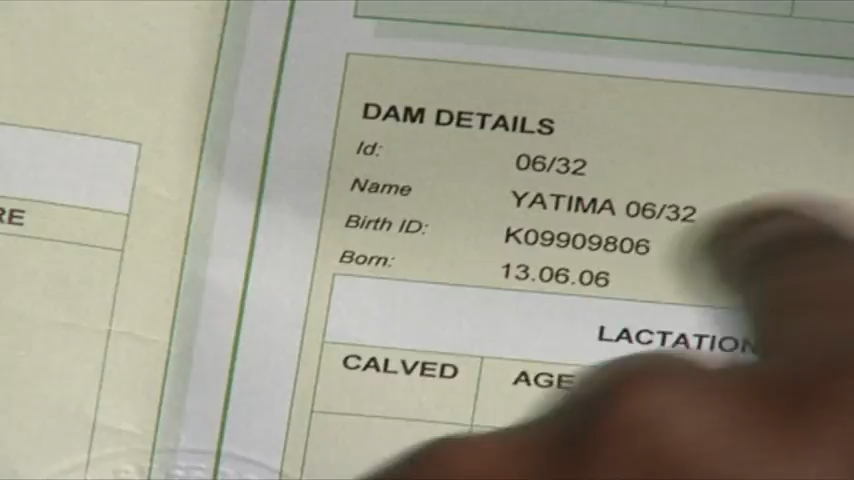 RE
DAM DETAILS
Id: 06/32
Name YATIMA 06/32
Birth ID: K09909806
Born: 13.06.06
LACTATION
CALVED AGE